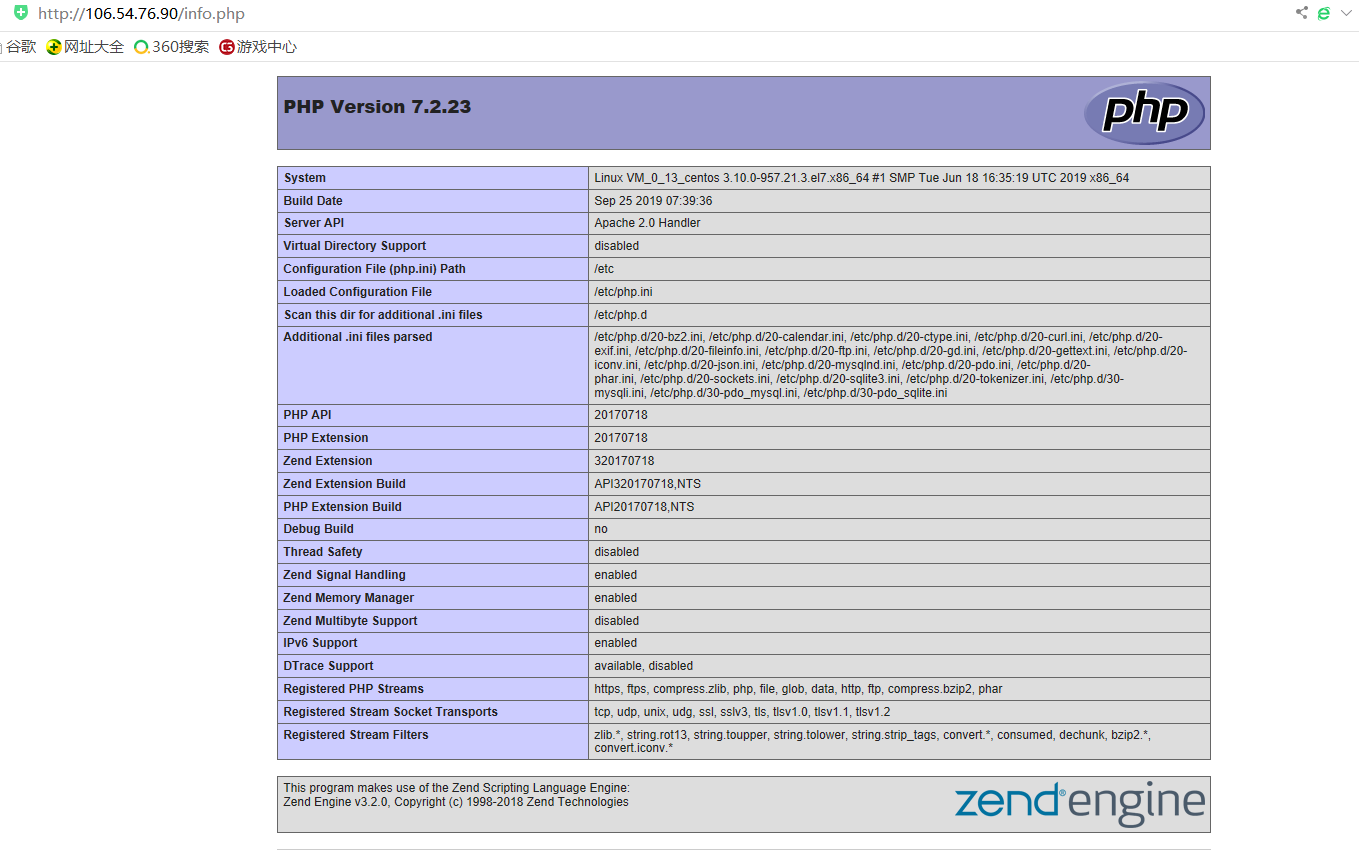 http://106.54.76.90/info.php
谷歌 网址大全 360搜索 游戏中心
PHP Version 7.2.23
php
System Linux VM_0_13_centos 3.10.0-957.21.3.el7.x86_64 #1 SMP Tue Jun 18 16:35:19 UTC 2019 x86_64
Build Date Sep 25 2019 07:39:36
Server API Apache 2.0 Handler
Virtual Directory Support disabled
Configuration File (php.ini) Path /etc
Loaded Configuration File /etc/php.ini
Scan this dir for additional .ini files /etc/php.d
Additional .ini files parsed /etc/php.d/20-bz2.ini, /etc/php.d/20-calendar.ini, /etc/php.d/20-ctype.ini, /etc/php.d/20-curl.ini, /etc/php.d/20-
exif.ini, /etc/php.d/20-fileinfo.ini, /etc/php.d/20-ftp.ini, /etc/php.d/20-gd.ini, /etc/php.d/20-gettext.ini, /etc/php.d/20-
iconv.ini, /etc/php.d/20-json.ini, /etc/php.d/20-mysqlnd.ini, /etc/php.d/20-pdo.ini, /etc/php.d/20-
phar.ini, /etc/php.d/20-sockets.ini, /etc/php.d/20-sqlite3.ini, /etc/php.d/20-tokenizer.ini, /etc/php.d/30-
mysqli.ini, /etc/php.d/30-pdo_mysql.ini, /etc/php.d/30-pdo_sqlite.ini
PHP API 20170718
PHP Extension 20170718
Zend Extension 320170718
Zend Extension Build API320170718,NTS
PHP Extension Build API20170718,NTS
Debug Build no
Thread Safety disabled
Zend Signal Handling enabled
Zend Memory Manager enabled
Zend Multibyte Support disabled
IPv6 Support enabled
DTrace Support available, disabled
Registered PHP Streams https, ftps, compress.zlib, php, file, glob, data, http, ftp, compress.bzip2, phar
Registered Stream Socket Transports tcp, udp, unix, udg, ssl, sslv3, tls, tlsv1.0, tlsv1.1, tlsv1.2
Registered Stream Filters zlib.*, string.rot13, string.toupper, string.tolower, string.strip_tags, convert.*, consumed, dechunk, bzip2.*,
convert.iconv.*
This program makes use of the Zend Scripting Language Engine:
Zend Engine v3.2.0, Copyright (c) 1998-2018 Zend Technologies
zend® engine